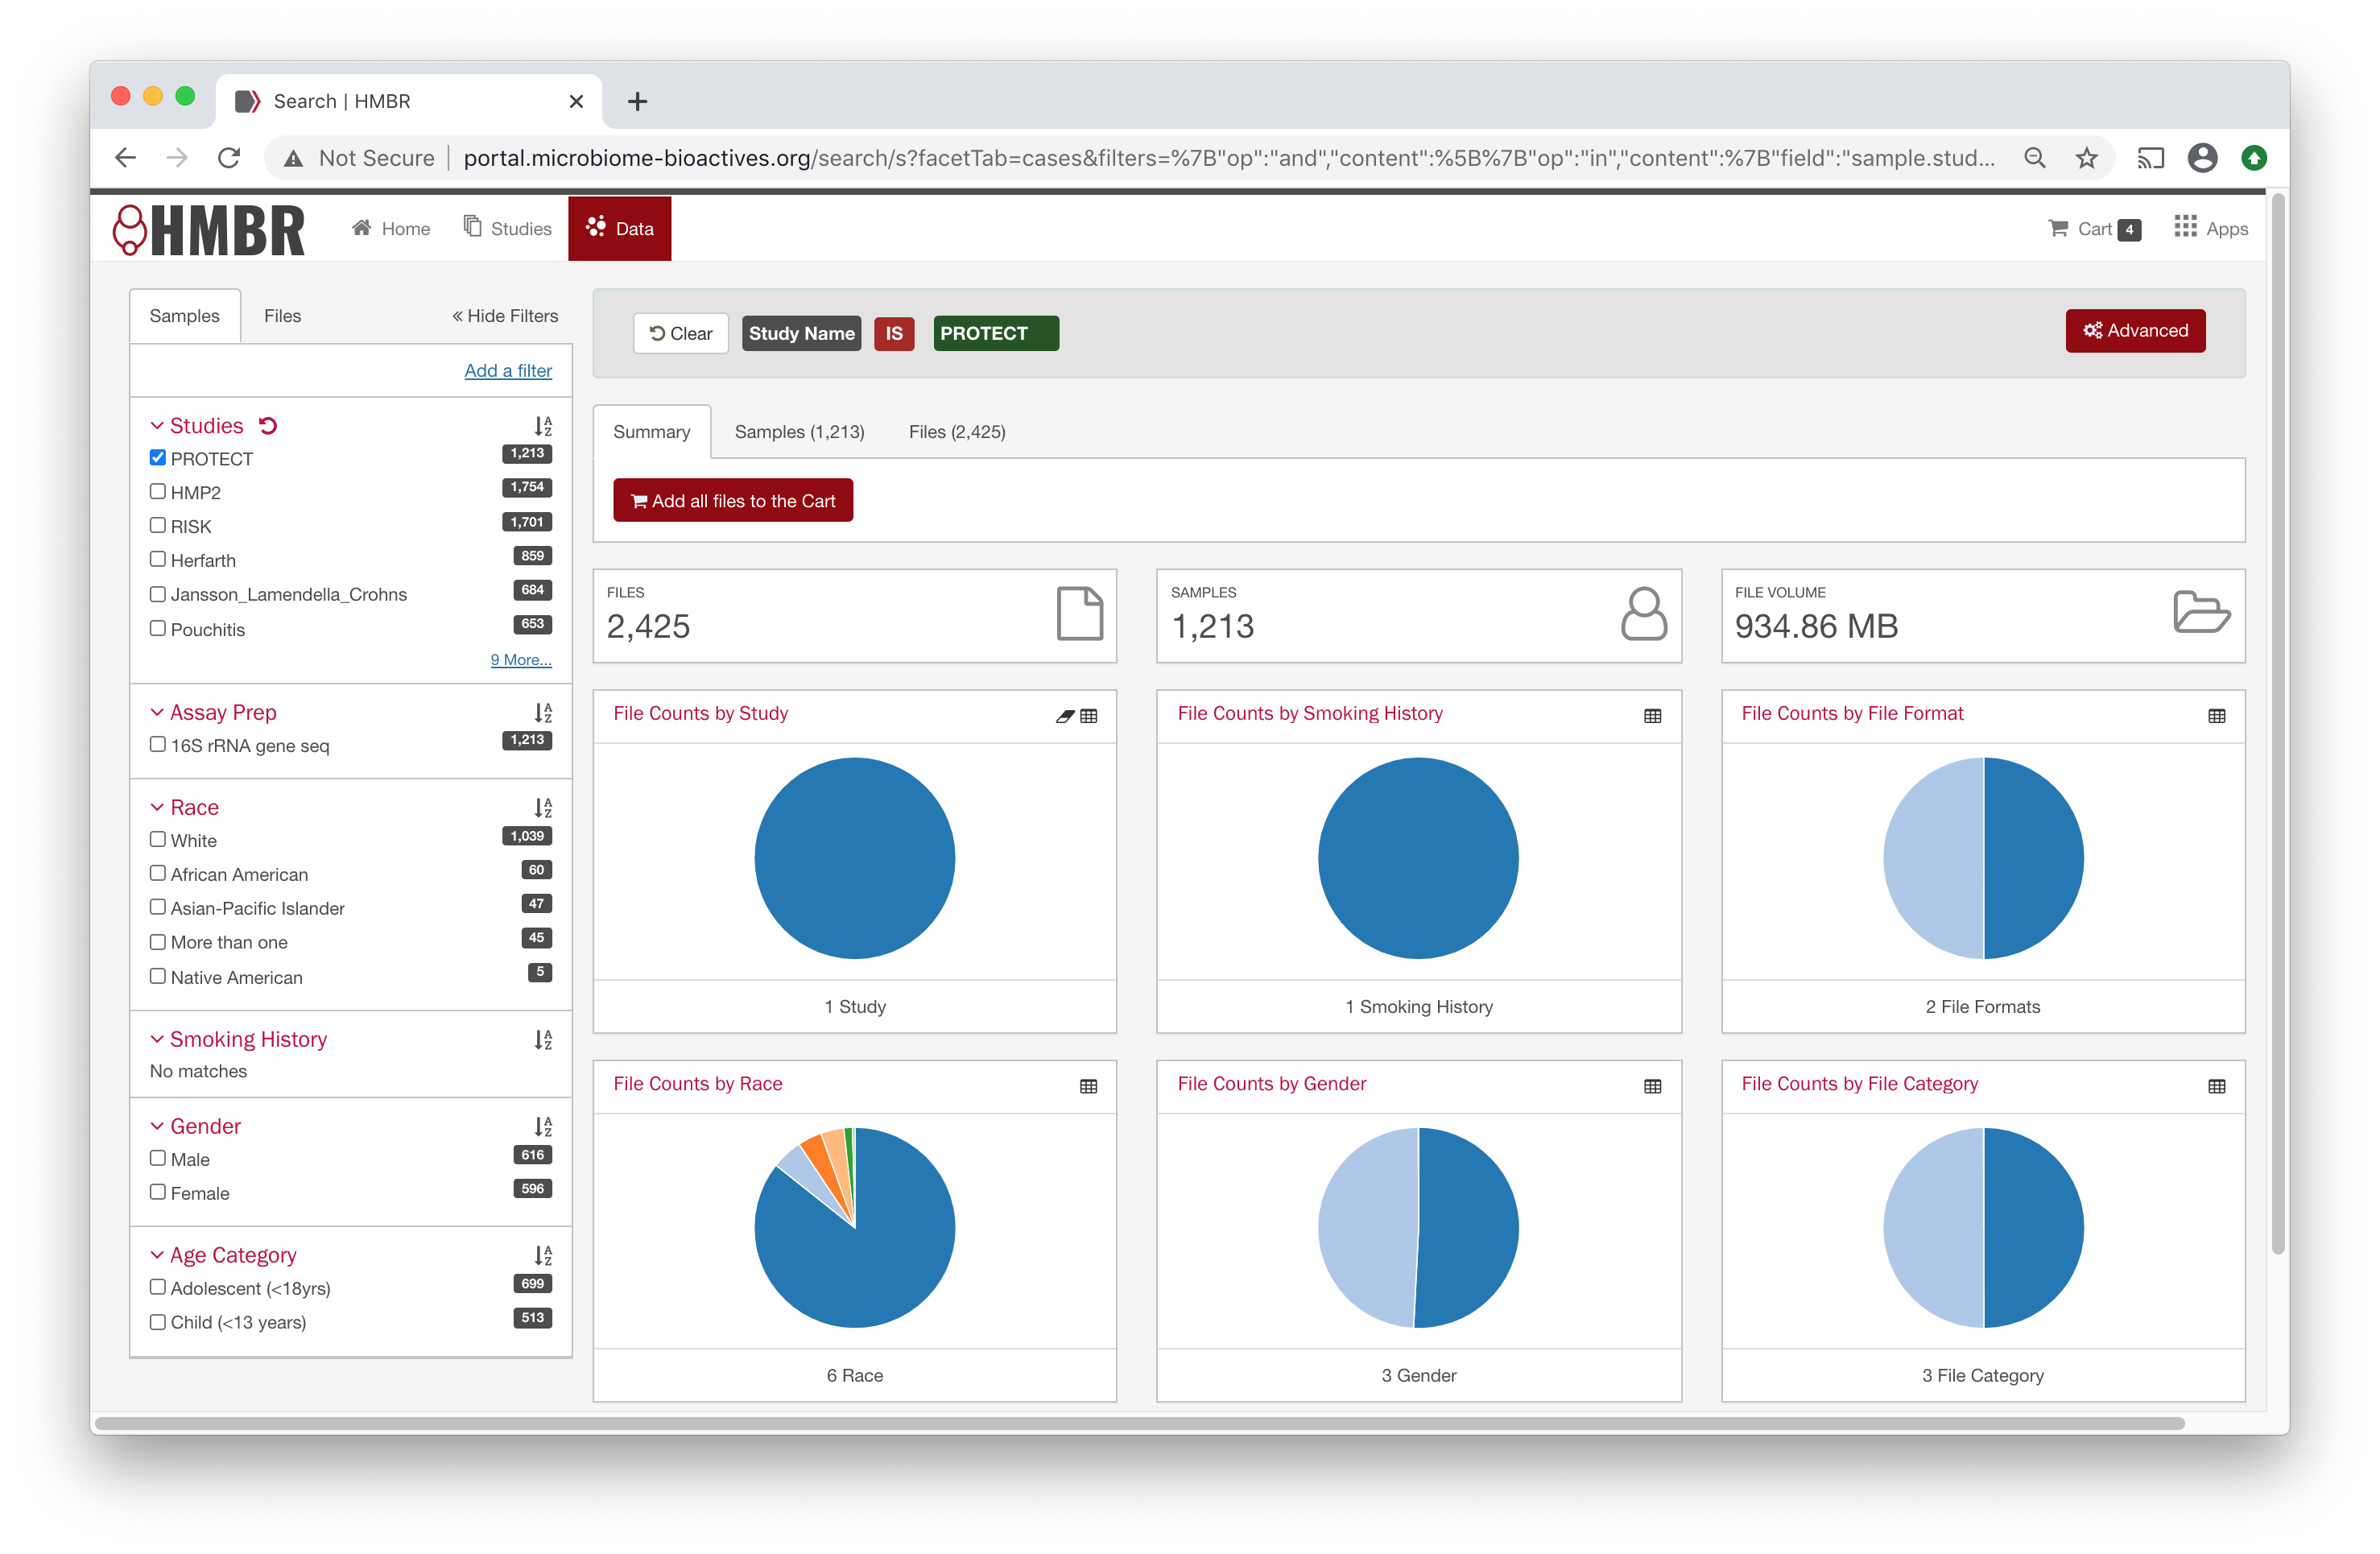 Search | HMBR
Not Secure portal.microbiome-bioactives.org/search/s?facetTab=cases&filters=%7B"op":"and","content":%5B%7B"op":"in","content":%7B"field":"sample.stud...
HMBR Home Studies Data Cart 4 Apps
Samples Files « Hide Filters
Add a filter
Studies
PROTECT 1,213
HMP2 1,754
RISK 1,701
Herfarth 859
Jansson_Lamendella_Crohns 684
Pouchitis 653
9 More...
Assay Prep
16S rRNA gene seq 1,213
Race
White 1,039
African American 60
Asian-Pacific Islander 47
More than one 45
Native American 5
Smoking History
No matches
Gender
Male 616
Female 596
Age Category
Adolescent (<18yrs) 699
Child (<13 years) 513
Clear Study Name IS PROTECT Advanced
Summary Samples (1,213) Files (2,425)
Add all files to the Cart
FILES
2,425
SAMPLES
1,213
FILE VOLUME
934.86 MB
File Counts by Study
1 Study
File Counts by Smoking History
1 Smoking History
File Counts by File Format
2 File Formats
File Counts by Race
6 Race
File Counts by Gender
3 Gender
File Counts by File Category
3 File Category